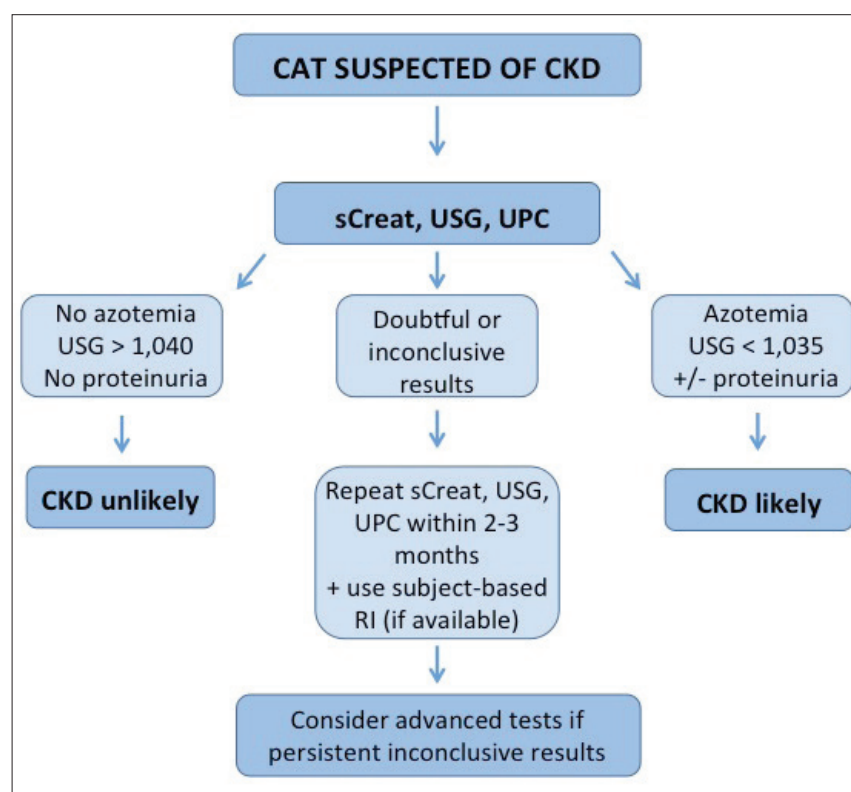 CAT SUSPECTED OF CKD
sCreat, USG, UPC
No azotemia
USG > 1,040
No proteinuria
Doubtful or
inconclusive
results
Azotemia
USG < 1,035
+/- proteinuria
CKD unlikely
Repeat sCreat, USG,
UPC within 2-3
months
+ use subject-based
RI (if available)
CKD likely
Consider advanced tests if
persistent inconclusive results